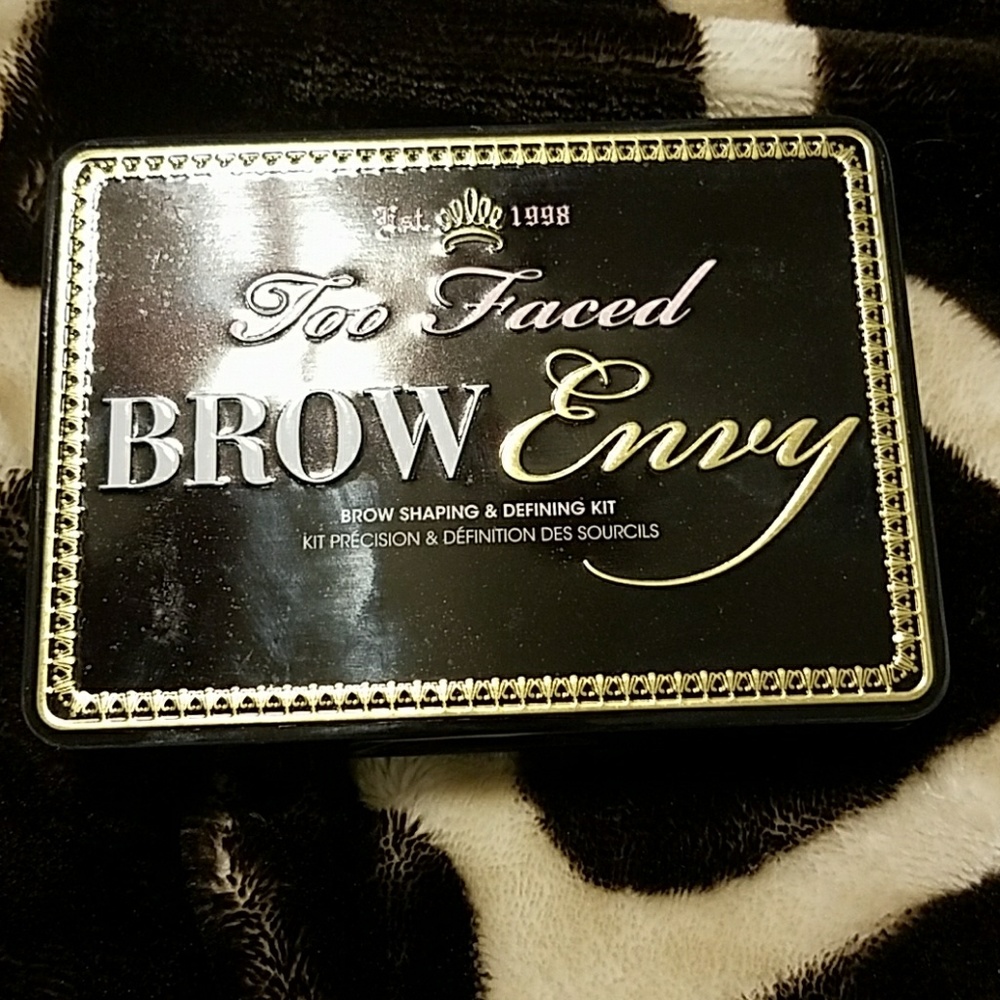 Est. 1998
Too Faced
BROW Envy
BROW SHAPING & DEFINING KIT
KIT PRÉCISION & DÉFINITION DES SOURCILS